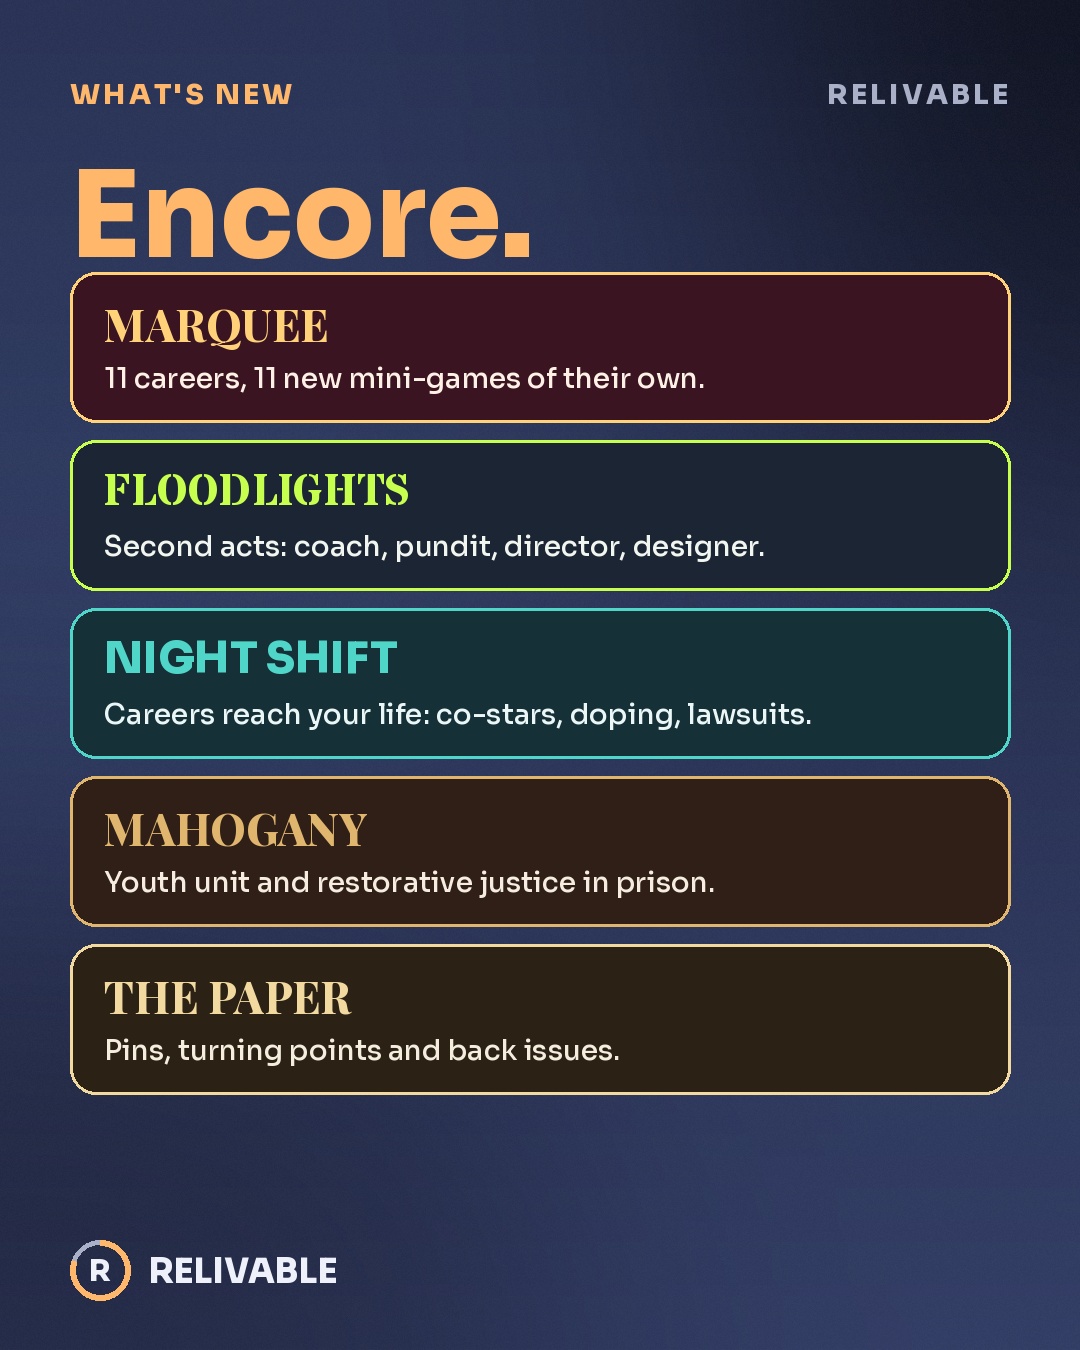 WHAT'S NEW
RELIVABLE
Encore.
MARQUEE
11 careers, 11 new mini-games of their own.
FLOODLIGHTS
Second acts: coach, pundit, director, designer.
NIGHT SHIFT
Careers reach your life: co-stars, doping, lawsuits.
MAHOGANY
Youth unit and restorative justice in prison.
THE PAPER
Pins, turning points and back issues.
R RELIVABLE